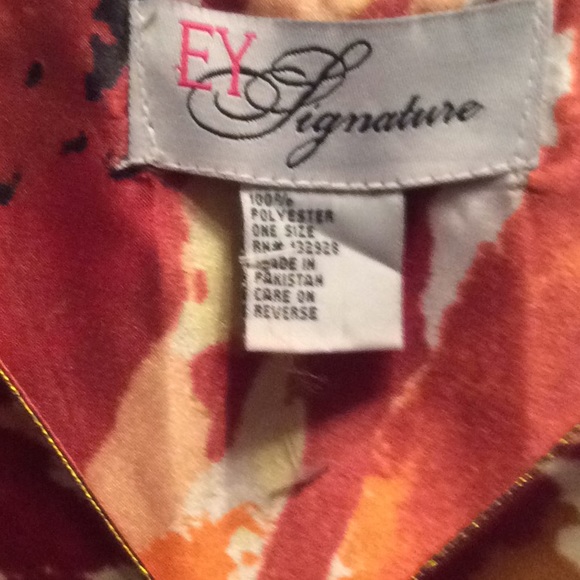 EY Signature
100%
POLYESTER
ONE SIZE
RN# 132928
MADE IN
PAKISTAN
CARE ON
REVERSE